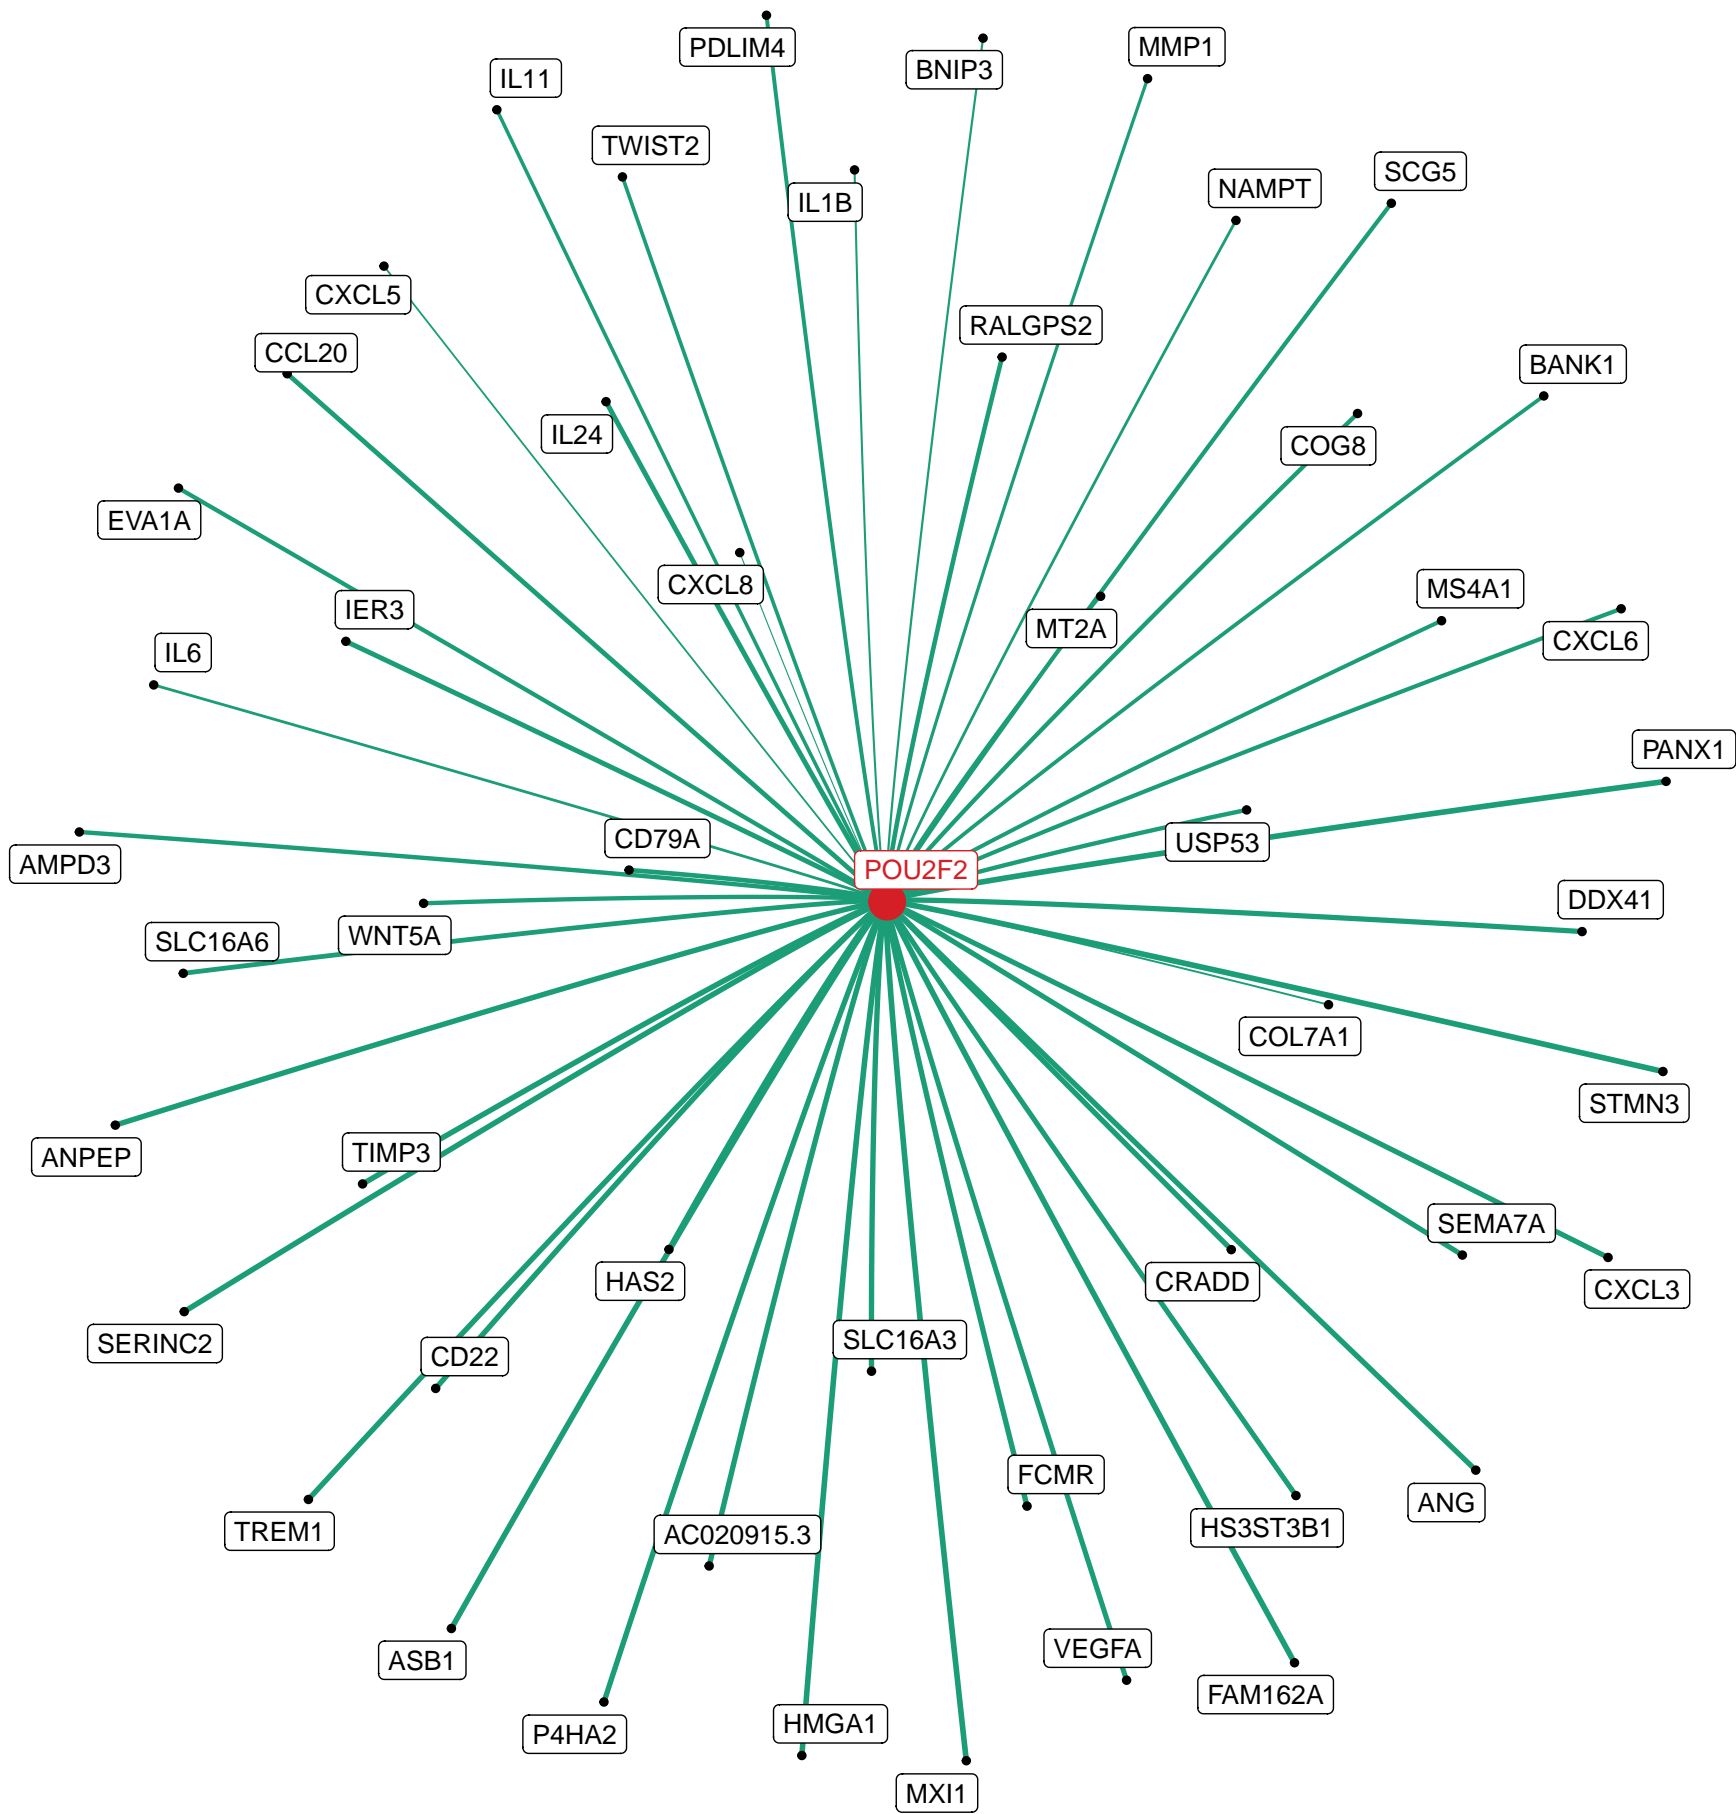 PDLIM4
BNIP3
MMP1
IL11
TWIST2
SCG5
NAMPT
IL1B
CXCL5
RALGPS2
CCL20
BANK1
IL24
COG8
EVA1A
CXCL8
MS4A1
IER3
MT2A
CXCL6
IL6
PANX1
CD79A
USP53
AMPD3
POU2F2
DDX41
WNT5A
SLC16A6
COL7A1
STMN3
TIMP3
ANPEP
SEMA7A
HAS2
CRADD
CXCL3
SLC16A3
SERINC2
CD22
FCMR
ANG
HS3ST3B1
TREM1
AC020915.3
VEGFA
ASB1
FAM162A
HMGA1
P4HA2
MXI1